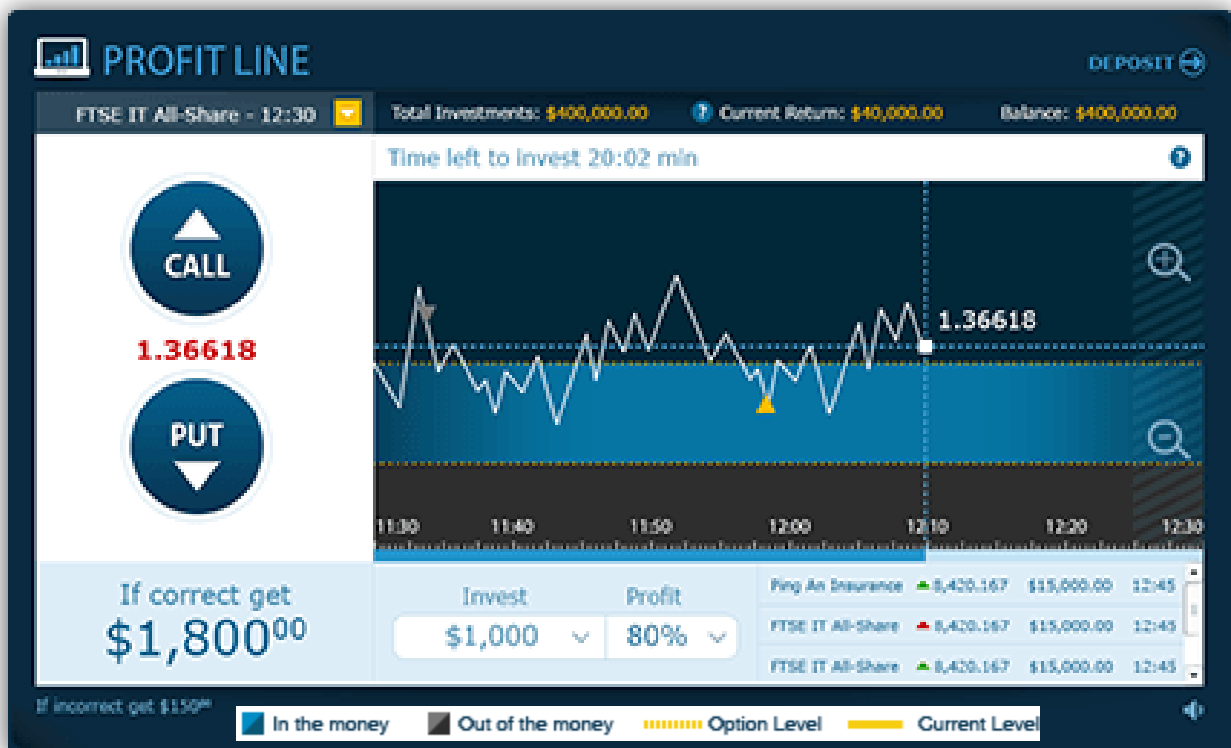 PROFIT LINE
DEPOSIT
FTSE IT All-Share - 12:30
Total Investments: $400,000.00 ? Current Return: $40,000.00 Balance: $400,000.00
Time left to invest 20:02 min ?
CALL
1.36618
PUT
1.36618
11:30 11:40 11:50 12:00 12:10 12:20 12:30
If correct get
$1,800⁰⁰
Invest Profit
$1,000 80%
Ping An Insurance 8,420.167 $15,000.00 12:45
FTSE IT All-Share 8,420.167 $15,000.00 12:45
FTSE IT All-Share 8,420.167 $15,000.00 12:45
If incorrect get $150⁰⁰
In the money Out of the money Option Level Current Level